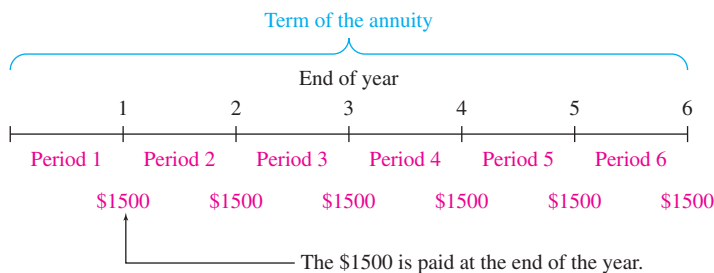 Term of the annuity
End of year
1 2 3 4 5 6
Period 1 Period 2 Period 3 Period 4 Period 5 Period 6
$1500 $1500 $1500 $1500 $1500 $1500
The $1500 is paid at the end of the year.